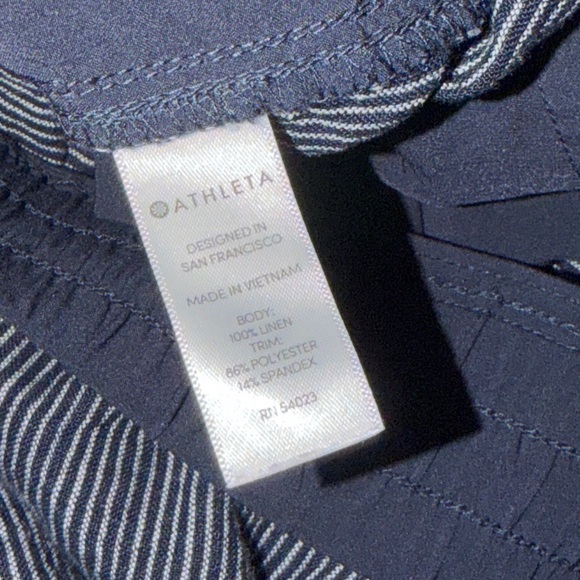 ATHLETA
DESIGNED IN
SAN FRANCISCO
MADE IN VIETNAM
BODY:
100% LINEN
TRIM:
86% POLYESTER
14% SPANDEX
RN 54023